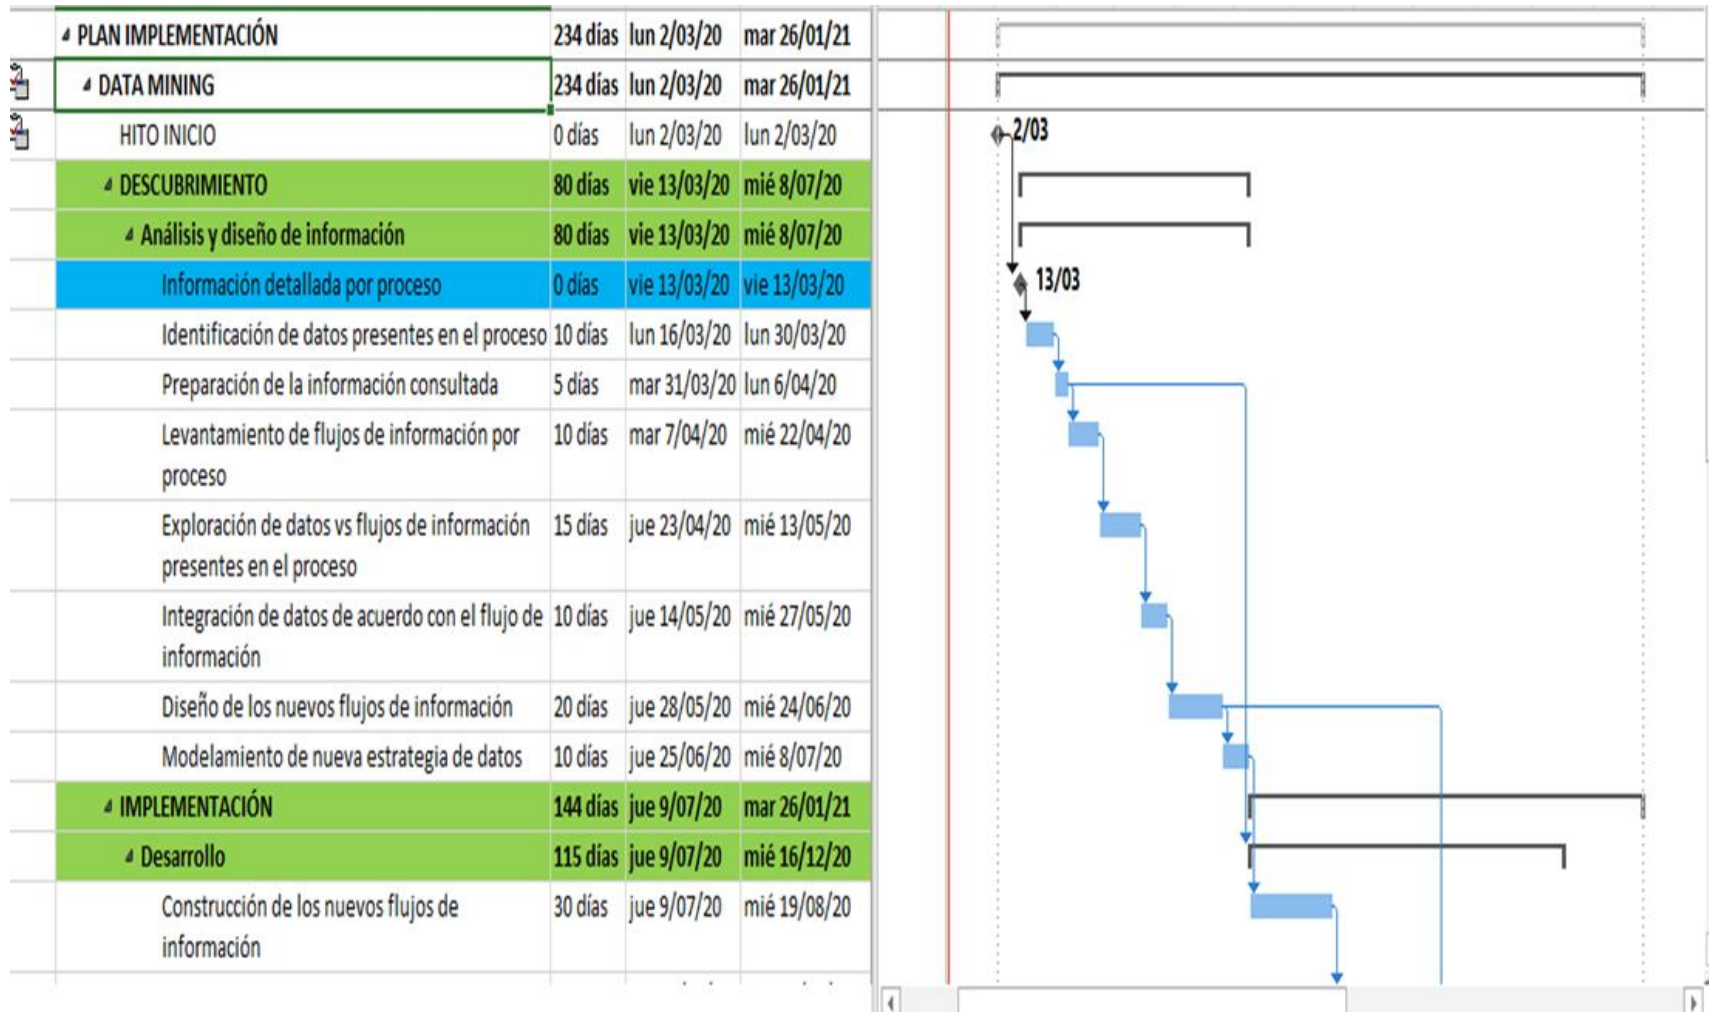 PLAN IMPLEMENTACIÓN 234 días lun 2/03/20 mar 26/01/21
DATA MINING 234 días lun 2/03/20 mar 26/01/21
HITO INICIO 0 días lun 2/03/20 lun 2/03/20 2/03
DESCUBRIMIENTO 80 días vie 13/03/20 mié 8/07/20
Análisis y diseño de información 80 días vie 13/03/20 mié 8/07/20
Información detallada por proceso 0 días vie 13/03/20 vie 13/03/20 13/03
Identificación de datos presentes en el proceso 10 días lun 16/03/20 lun 30/03/20
Preparación de la información consultada 5 días mar 31/03/20 lun 6/04/20
Levantamiento de flujos de información por 10 días mar 7/04/20 mié 22/04/20
proceso
Exploración de datos vs flujos de información 15 días jue 23/04/20 mié 13/05/20
presentes en el proceso
Integración de datos de acuerdo con el flujo de 10 días jue 14/05/20 mié 27/05/20
información
Diseño de los nuevos flujos de información 20 días jue 28/05/20 mié 24/06/20
Modelamiento de nueva estrategia de datos 10 días jue 25/06/20 mié 8/07/20
IMPLEMENTACIÓN 144 días jue 9/07/20 mar 26/01/21
Desarrollo 115 días jue 9/07/20 mié 16/12/20
Construcción de los nuevos flujos de 30 días jue 9/07/20 mié 19/08/20
información